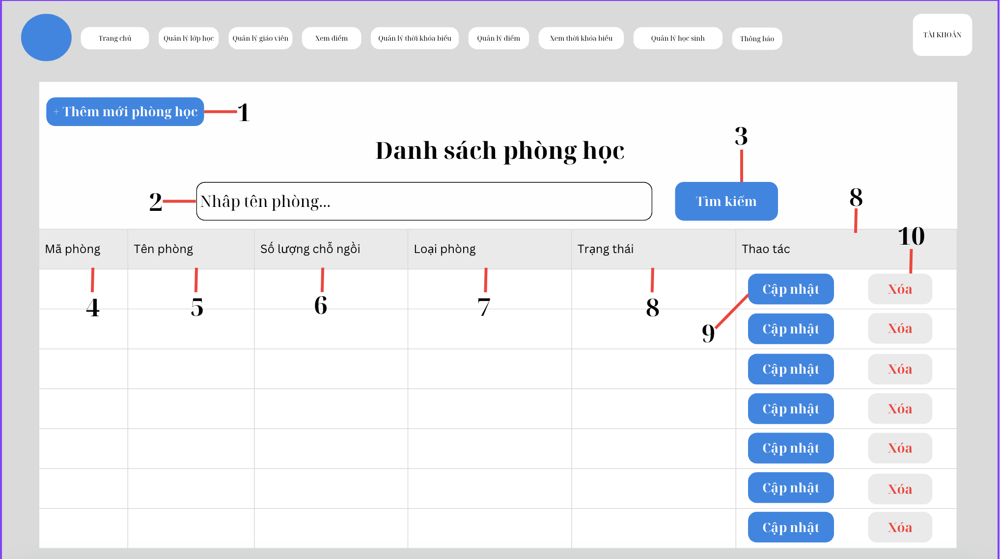 Trang chủ
Quản lý lớp học
Quản lý giáo viên
Xem điểm
Quản lý thời khóa biểu
Quản lý điểm
Xem thời khóa biểu
Quản lý học sinh
Thông báo
TÀI KHOẢN
+ Thêm mới phòng học
1
3
Danh sách phòng học
2
Nhâp tên phòng...
Tìm kiếm
8
10
Mã phòng
Tên phòng
Số lượng chỗ ngồi
Loại phòng
Trạng thái
Thao tác
4
5
6
7
8
9
Cập nhật
Xóa
Cập nhật
Xóa
Cập nhật
Xóa
Cập nhật
Xóa
Cập nhật
Xóa
Cập nhật
Xóa
Cập nhật
Xóa